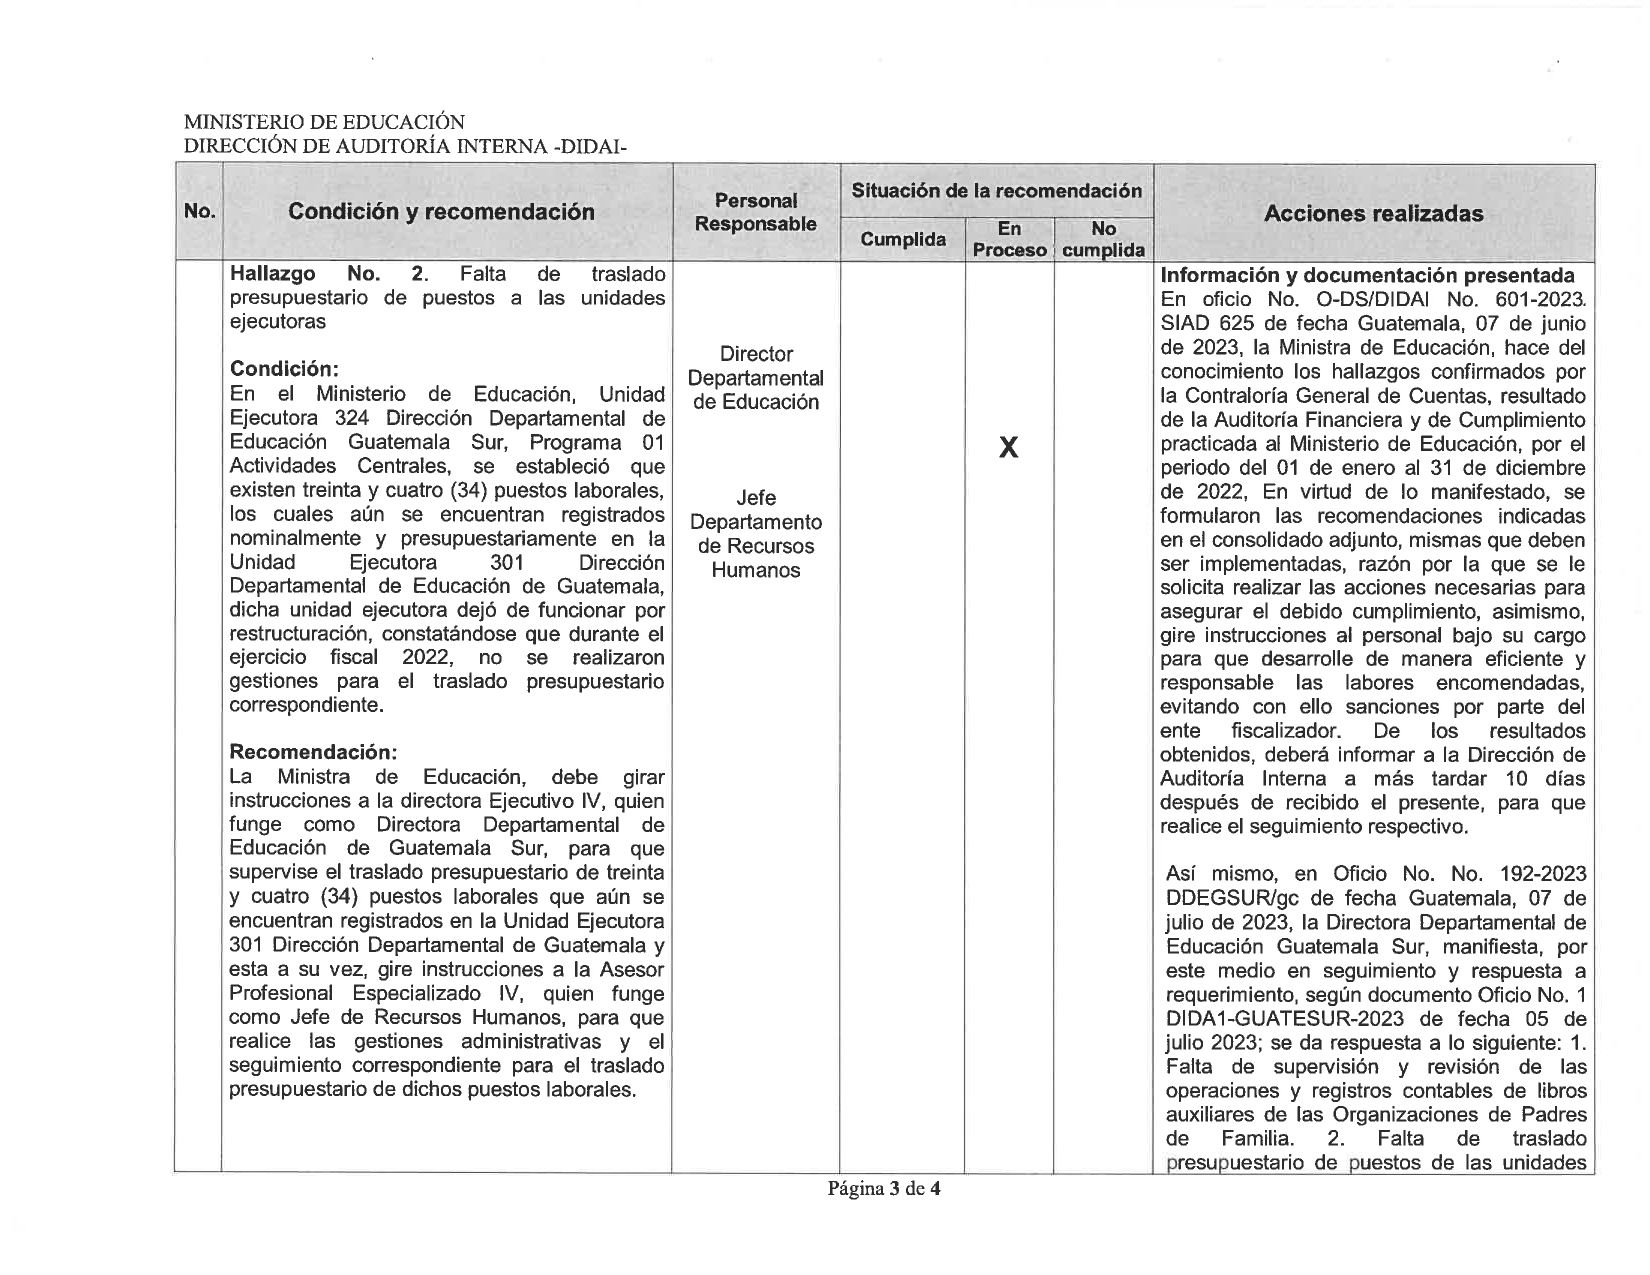 MINISTERIO DE EDUCACIÓN
DIRECCIÓN DE AUDITORÍA INTERNA -DIDAI-
No.
Condición y recomendación
Personal
Responsable
Situación de la recomendación
Cumplida
En
Proceso
No
cumplida
Acciones realizadas
Hallazgo No. 2. Falta de traslado
presupuestario de puestos a las unidades
ejecutoras
Condición:
En el Ministerio de Educación, Unidad
Ejecutora 324 Dirección Departamental de
Educación Guatemala Sur, Programa 01
Actividades Centrales, se estableció que
existen treinta y cuatro (34) puestos laborales,
los cuales aún se encuentran registrados
nominalmente y presupuestariamente en la
Unidad Ejecutora 301 Dirección
Departamental de Educación de Guatemala,
dicha unidad ejecutora dejó de funcionar por
restructuración, constatándose que durante el
ejercicio fiscal 2022, no se realizaron
gestiones para el traslado presupuestario
correspondiente.
Recomendación:
La Ministra de Educación, debe girar
instrucciones a la directora Ejecutivo IV, quien
funge como Directora Departamental de
Educación de Guatemala Sur, para que
supervise el traslado presupuestario de treinta
y cuatro (34) puestos laborales que aún se
encuentran registrados en la Unidad Ejecutora
301 Dirección Departamental de Guatemala y
esta a su vez, gire instrucciones a la Asesor
Profesional Especializado IV, quien funge
como Jefe de Recursos Humanos, para que
realice las gestiones administrativas y el
seguimiento correspondiente para el traslado
presupuestario de dichos puestos laborales.
Director
Departamental
de Educación
Jefe
Departamento
de Recursos
Humanos
X
Información y documentación presentada
En oficio No. O-DS/DIDAI No. 601-2023.
SIAD 625 de fecha Guatemala, 07 de junio
de 2023, la Ministra de Educación, hace del
conocimiento los hallazgos confirmados por
la Contraloría General de Cuentas, resultado
de la Auditoría Financiera y de Cumplimiento
practicada al Ministerio de Educación, por el
periodo del 01 de enero al 31 de diciembre
de 2022, En virtud de lo manifestado, se
formularon las recomendaciones indicadas
en el consolidado adjunto, mismas que deben
ser implementadas, razón por la que se le
solicita realizar las acciones necesarias para
asegurar el debido cumplimiento, asimismo,
gire instrucciones al personal bajo su cargo
para que desarrolle de manera eficiente y
responsable las labores encomendadas,
evitando con ello sanciones por parte del
ente fiscalizador. De los resultados
obtenidos, deberá informar a la Dirección de
Auditoría Interna a más tardar 10 días
después de recibido el presente, para que
realice el seguimiento respectivo.
Así mismo, en Oficio No. No. 192-2023
DDEGSUR/gc de fecha Guatemala, 07 de
julio de 2023, la Directora Departamental de
Educación Guatemala Sur, manifiesta, por
este medio en seguimiento y respuesta a
requerimiento, según documento Oficio No. 1
DIDA1-GUATESUR-2023 de fecha 05 de
julio 2023; se da respuesta a lo siguiente: 1.
Falta de supervisión y revisión de las
operaciones y registros contables de libros
auxiliares de las Organizaciones de Padres
de Familia. 2. Falta de traslado
presupuestario de puestos de las unidades
Página 3 de 4